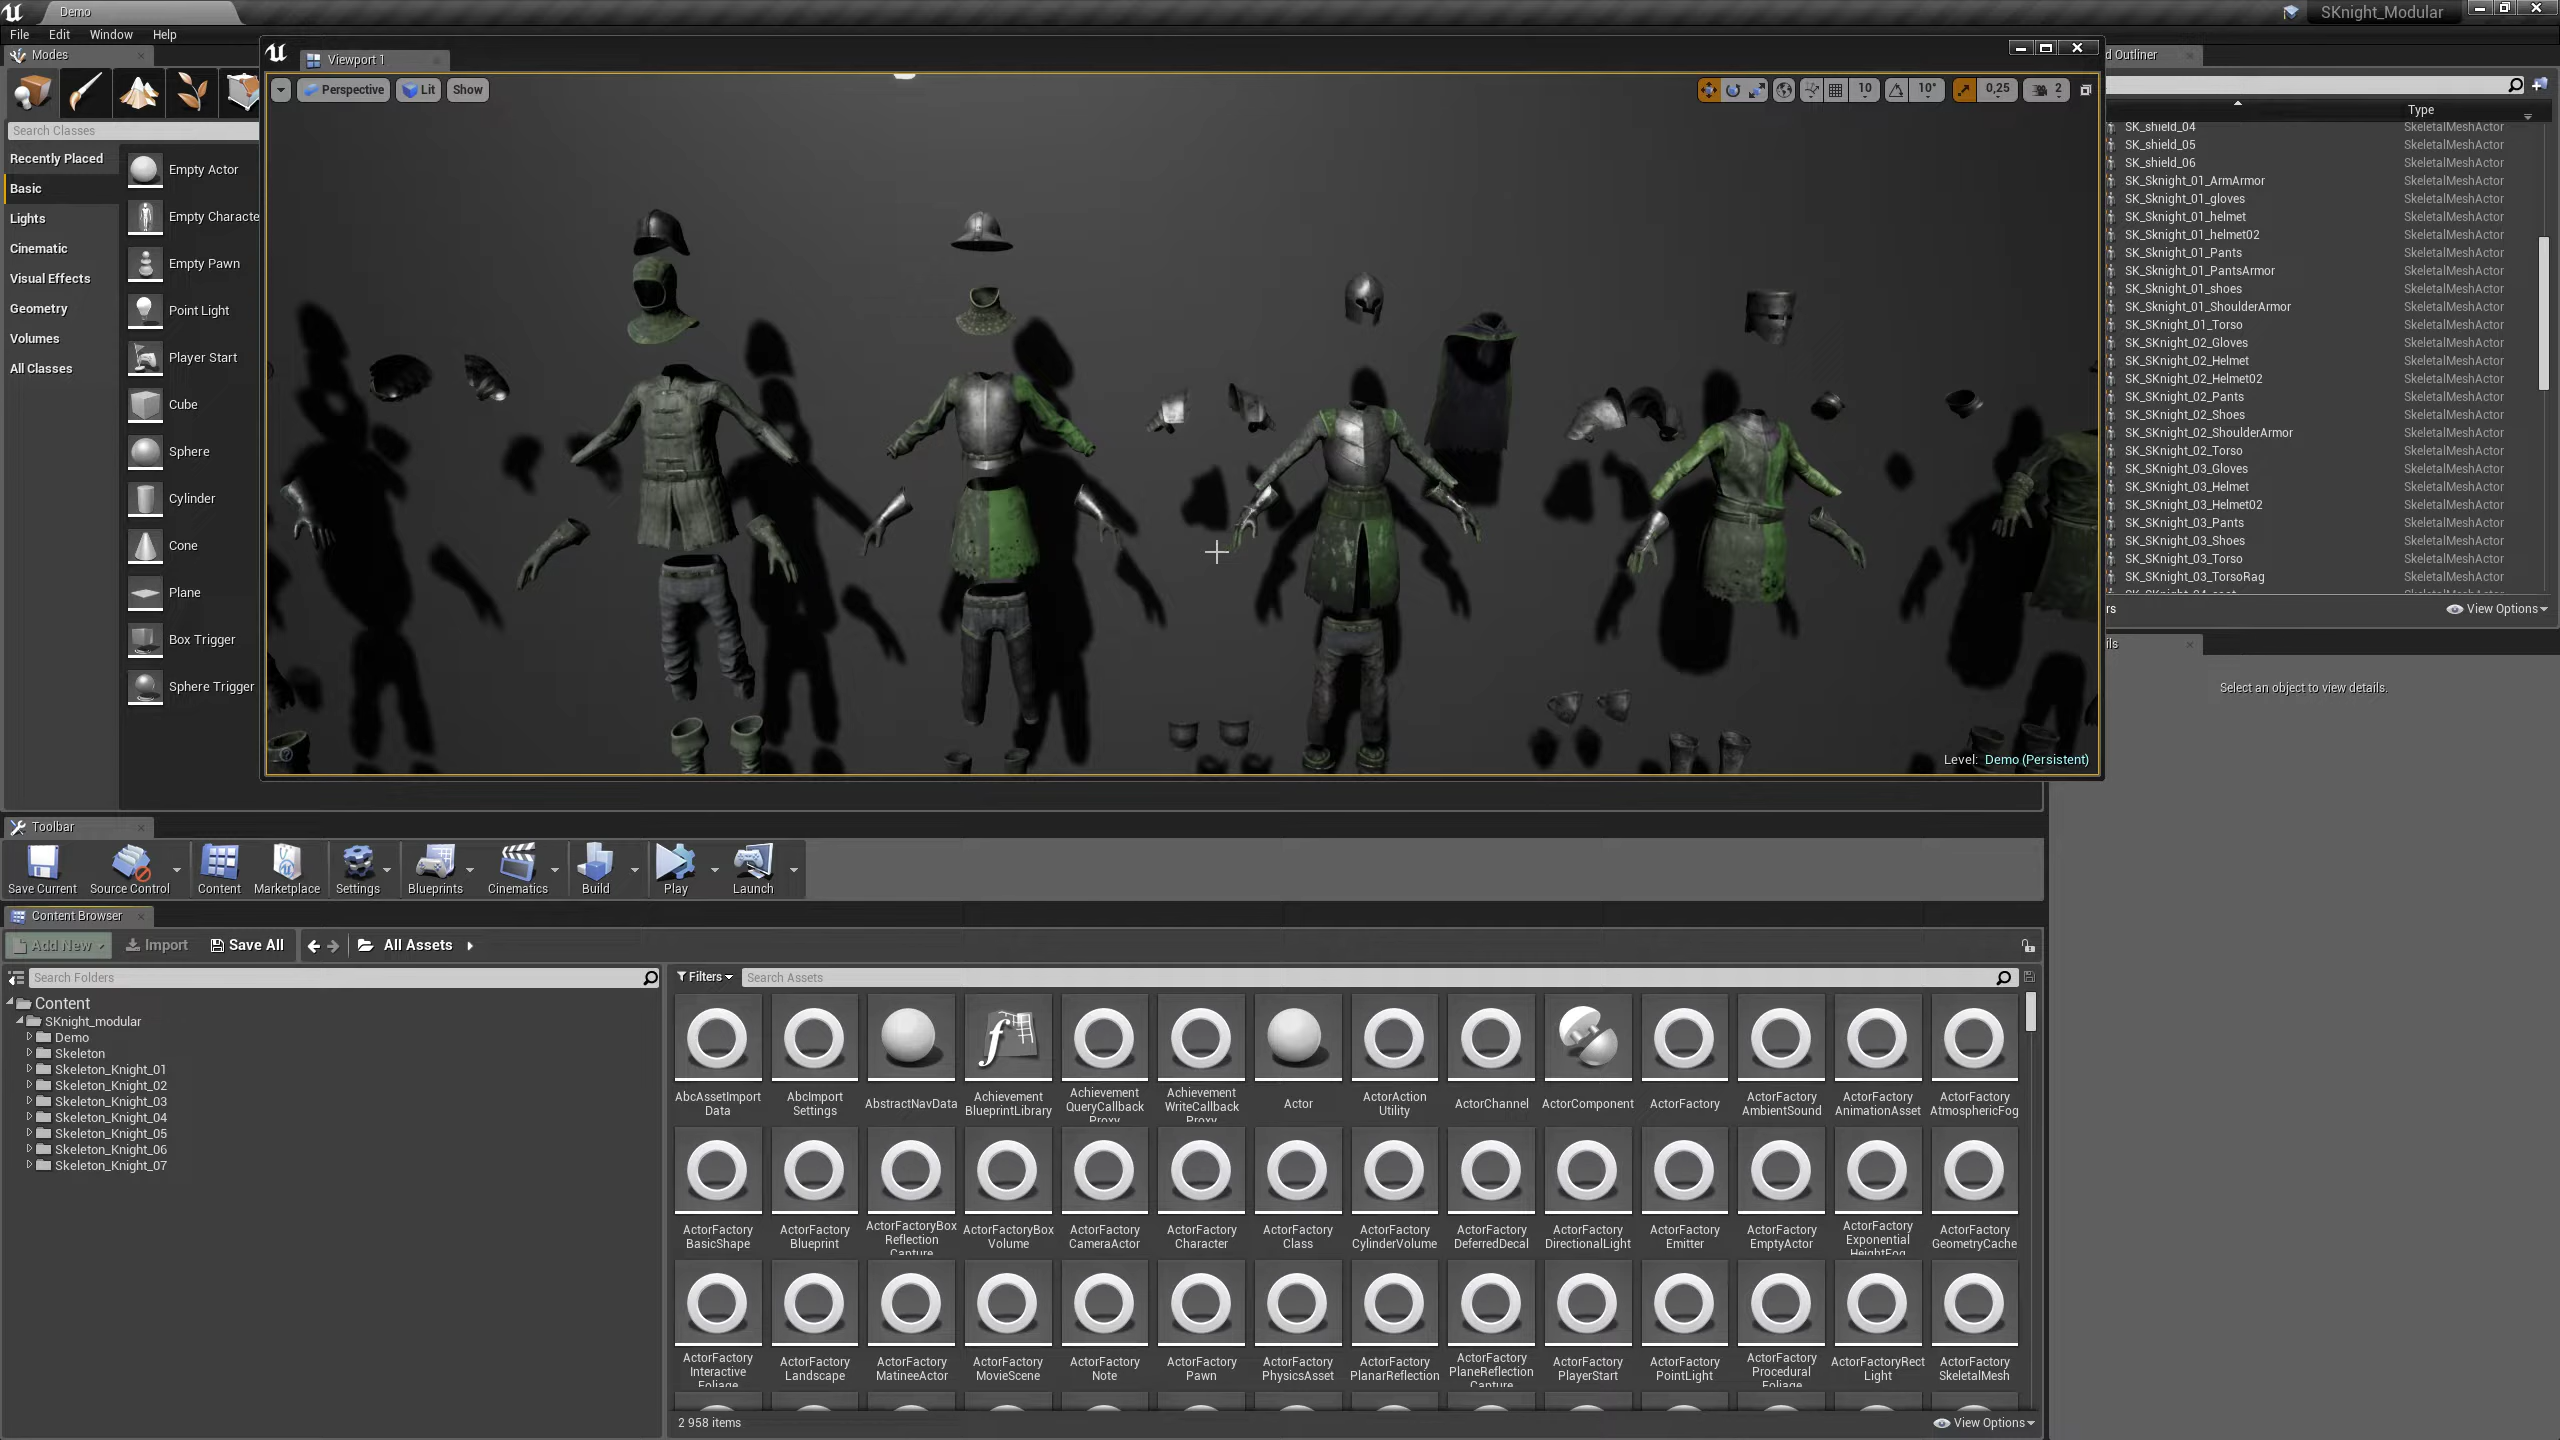 Demo
SKnight_Modular
File Edit Window Help
Modes
Search Classes
Recently Placed
Basic
Lights
Cinematic
Visual Effects
Geometry
Volumes
All Classes
Empty Actor
Empty Characte
Empty Pawn
Point Light
Player Start
Cube
Sphere
Cylinder
Cone
Plane
Box Trigger
Sphere Trigger
Viewport 1
Perspective Lit Show
10 10° 0,25 2
Level: Demo (Persistent)
d Outliner
Type
SK_shield_04 SkeletalMeshActor
SK_shield_05 SkeletalMeshActor
SK_shield_06 SkeletalMeshActor
SK_Sknight_01_ArmArmor SkeletalMeshActor
SK_Sknight_01_gloves SkeletalMeshActor
SK_Sknight_01_helmet SkeletalMeshActor
SK_Sknight_01_helmet02 SkeletalMeshActor
SK_Sknight_01_Pants SkeletalMeshActor
SK_Sknight_01_PantsArmor SkeletalMeshActor
SK_Sknight_01_shoes SkeletalMeshActor
SK_Sknight_01_ShoulderArmor SkeletalMeshActor
SK_SKnight_01_Torso SkeletalMeshActor
SK_SKnight_02_Gloves SkeletalMeshActor
SK_SKnight_02_Helmet SkeletalMeshActor
SK_SKnight_02_Helmet02 SkeletalMeshActor
SK_SKnight_02_Pants SkeletalMeshActor
SK_SKnight_02_Shoes SkeletalMeshActor
SK_SKnight_02_ShoulderArmor SkeletalMeshActor
SK_SKnight_02_Torso SkeletalMeshActor
SK_SKnight_03_Gloves SkeletalMeshActor
SK_SKnight_03_Helmet SkeletalMeshActor
SK_SKnight_03_Helmet02 SkeletalMeshActor
SK_SKnight_03_Pants SkeletalMeshActor
SK_SKnight_03_Shoes SkeletalMeshActor
SK_SKnight_03_Torso SkeletalMeshActor
SK_SKnight_03_TorsoRag SkeletalMeshActor
rs View Options
ils
Select an object to view details.
Toolbar
Save Current Source Control Content Marketplace Settings Blueprints Cinematics Build Play Launch
Content Browser
Add New Import Save All All Assets
Search Folders
Content
SKnight_modular
Demo
Skeleton
Skeleton_Knight_01
Skeleton_Knight_02
Skeleton_Knight_03
Skeleton_Knight_04
Skeleton_Knight_05
Skeleton_Knight_06
Skeleton_Knight_07
Filters Search Assets
AbcAssetImport
Data
AbcImport
Settings
AbstractNavData
Achievement
BlueprintLibrary
Achievement
QueryCallback
Proxy
Achievement
WriteCallback
Proxy
Actor
ActorAction
Utility
ActorChannel
ActorComponent
ActorFactory
ActorFactory
AmbientSound
ActorFactory
AnimationAsset
ActorFactory
AtmosphericFog
ActorFactory
BasicShape
ActorFactory
Blueprint
ActorFactoryBox
Reflection
Capture
ActorFactoryBox
Volume
ActorFactory
CameraActor
ActorFactory
Character
ActorFactory
Class
ActorFactory
CylinderVolume
ActorFactory
DeferredDecal
ActorFactory
DirectionalLight
ActorFactory
Emitter
ActorFactory
EmptyActor
ActorFactory
Exponential
HeightFog
ActorFactory
GeometryCache
ActorFactory
Interactive
Foliage
ActorFactory
Landscape
ActorFactory
MatineeActor
ActorFactory
MovieScene
ActorFactory
Note
ActorFactory
Pawn
ActorFactory
PhysicsAsset
ActorFactory
PlanarReflection
ActorFactory
PlaneReflection
Capture
ActorFactory
PlayerStart
ActorFactory
PointLight
ActorFactory
Procedural
Foliage
ActorFactoryRect
Light
ActorFactory
SkeletalMesh
2 958 items
View Options